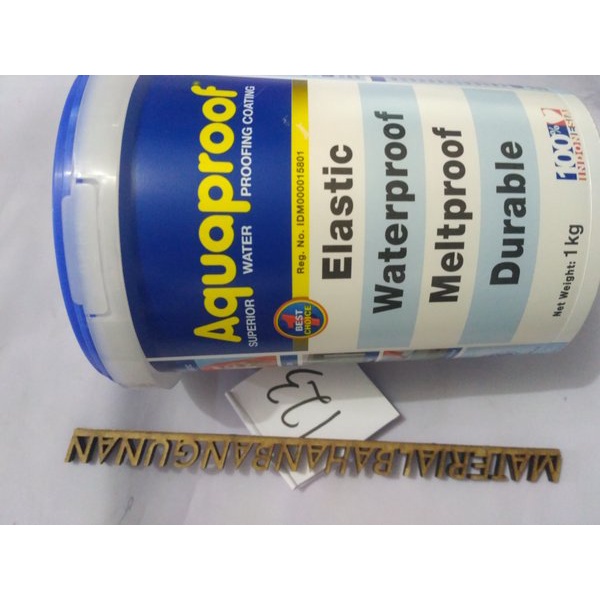 Aquaproof
SUPERIOR WATER PROOFING COATING
Reg. No. IDM000015801
Elastic
Waterproof
Meltproof
Durable
1
BEST
CHOICE
100%
INDONESIA
Net Weight: 1 kg
123
MATERIALBAHANBANGUNAN